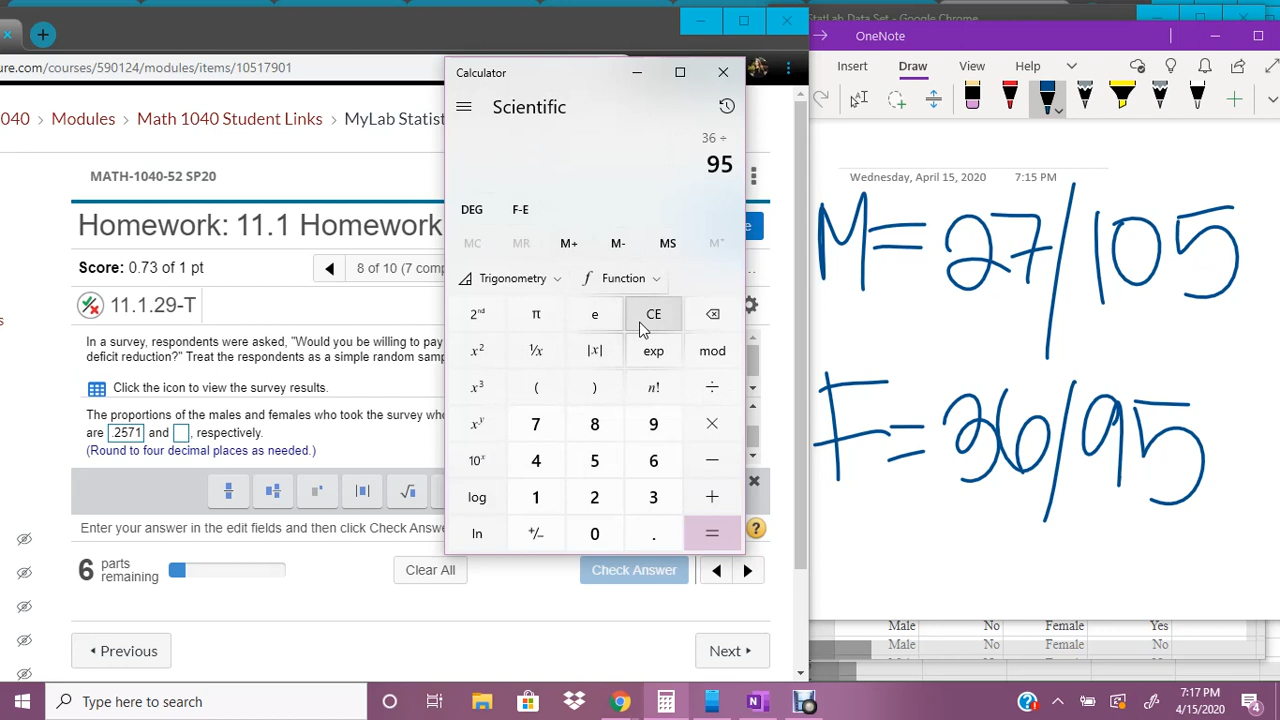 StatLab Data Set - Google Chrome
OneNote
ure.com/courses/590124/modules/items/10517901
Calculator
Insert
Draw
View
Help
Scientific
040 > Modules > Math 1040 Student Links > MyLab Statis
36 ÷
95
MATH-1040-52 SP20
Wednesday, April 15, 2020 7:15 PM
DEG
F-E
Homework: 11.1 Homework
e
MC MR M+ M- MS M˅
M=27/105
Score: 0.73 of 1 pt
8 of 10 (7 comp
Trigonometry
f Function
11.1.29-T
2nd π e CE
In a survey, respondents were asked, "Would you be willing to pay
deficit reduction?" Treat the respondents as a simple random samp
x² ¹/x |x| exp mod
Click the icon to view the survey results.
x³ ( ) n! ÷
The proportions of the males and females who took the survey who
are .2571 and , respectively.
(Round to four decimal places as needed.)
xʸ 7 8 9 ×
F=36/95
10ˣ 4 5 6 −
log 1 2 3 +
Enter your answer in the edit fields and then click Check Answe
?
ln +/− 0 . =
6 parts
remaining
Clear All
Check Answer
Previous
Next
Male No Female Yes
Male No Female No
Type here to search
7:17 PM
4/15/2020
4